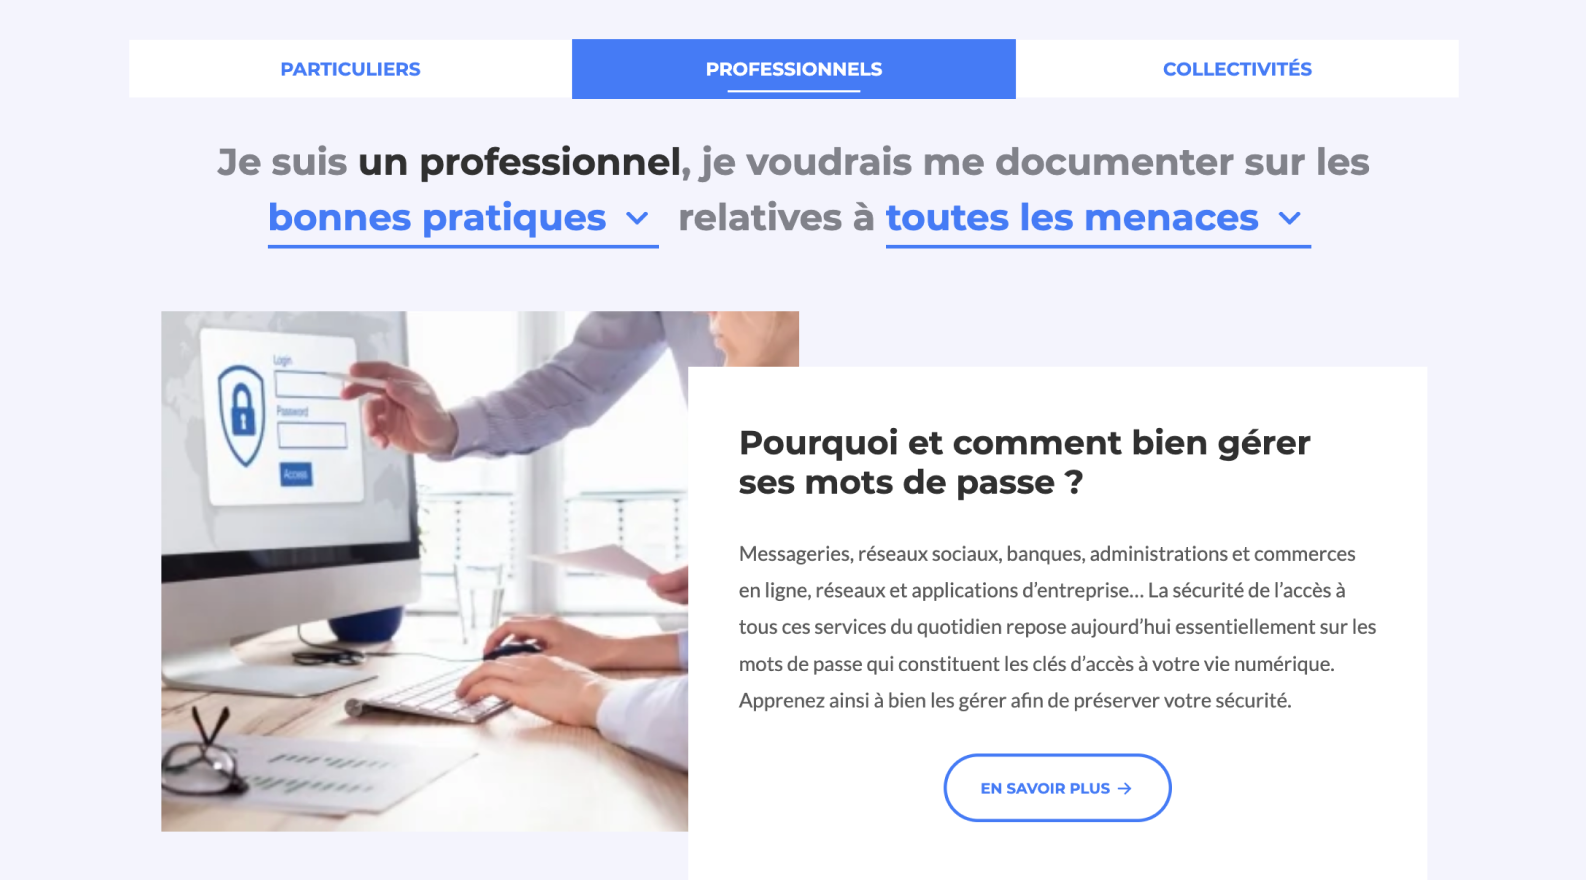 PARTICULIERS
PROFESSIONNELS
COLLECTIVITÉS
Je suis un professionnel, je voudrais me documenter sur les
bonnes pratiques relatives à toutes les menaces
Login
Password
Access
Pourquoi et comment bien gérer
ses mots de passe ?
Messageries, réseaux sociaux, banques, administrations et commerces
en ligne, réseaux et applications d’entreprise… La sécurité de l’accès à
tous ces services du quotidien repose aujourd’hui essentiellement sur les
mots de passe qui constituent les clés d’accès à votre vie numérique.
Apprenez ainsi à bien les gérer afin de préserver votre sécurité.
EN SAVOIR PLUS →